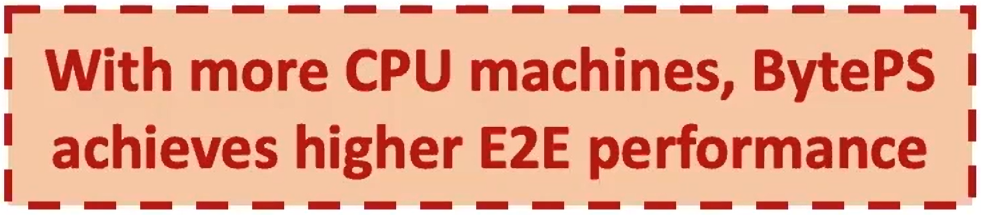 With more CPU machines, BytePS
achieves higher E2E performance